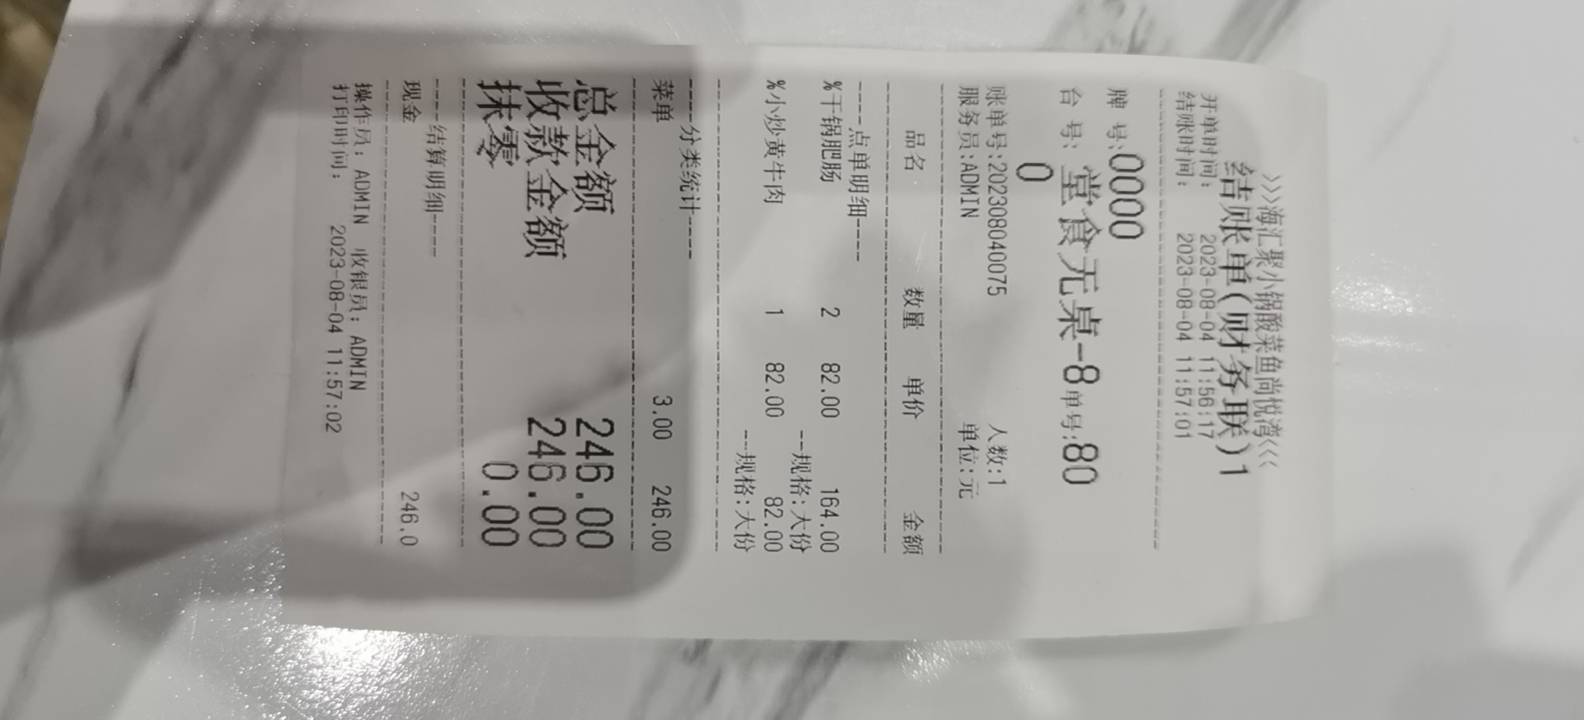 >>>海汇聚小锅酸菜鱼尚悦湾<<<
结账单(财务联)1
开单时间: 2023-08-04 11:56:17
结账时间: 2023-08-04 11:57:01
牌 号:0000
台 号: 堂食无桌-8单号:80
0
账单号:202308040075 人数:1
服务员:ADMIN 单位:元
品名 数量 单价 金额
----点单明细----
%干锅肥肠 2 82.00 164.00
--规格:大份
%小炒黄牛肉 1 82.00 82.00
--规格:大份
----分类统计----
菜单 3.00 246.00
总金额 246.00
收款金额 246.00
抹零 0.00
----结算明细----
现金 246.0
操作员: ADMIN 收银员: ADMIN
打印时间: 2023-08-04 11:57:02